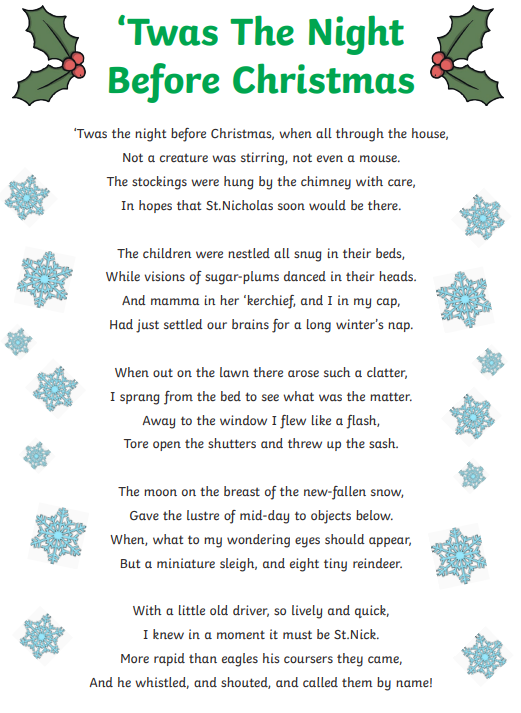 ‘Twas The Night
Before Christmas
‘Twas the night before Christmas, when all through the house,
Not a creature was stirring, not even a mouse.
The stockings were hung by the chimney with care,
In hopes that St.Nicholas soon would be there.
The children were nestled all snug in their beds,
While visions of sugar-plums danced in their heads.
And mamma in her ‘kerchief, and I in my cap,
Had just settled our brains for a long winter’s nap.
When out on the lawn there arose such a clatter,
I sprang from the bed to see what was the matter.
Away to the window I flew like a flash,
Tore open the shutters and threw up the sash.
The moon on the breast of the new-fallen snow,
Gave the lustre of mid-day to objects below.
When, what to my wondering eyes should appear,
But a miniature sleigh, and eight tiny reindeer.
With a little old driver, so lively and quick,
I knew in a moment it must be St.Nick.
More rapid than eagles his coursers they came,
And he whistled, and shouted, and called them by name!